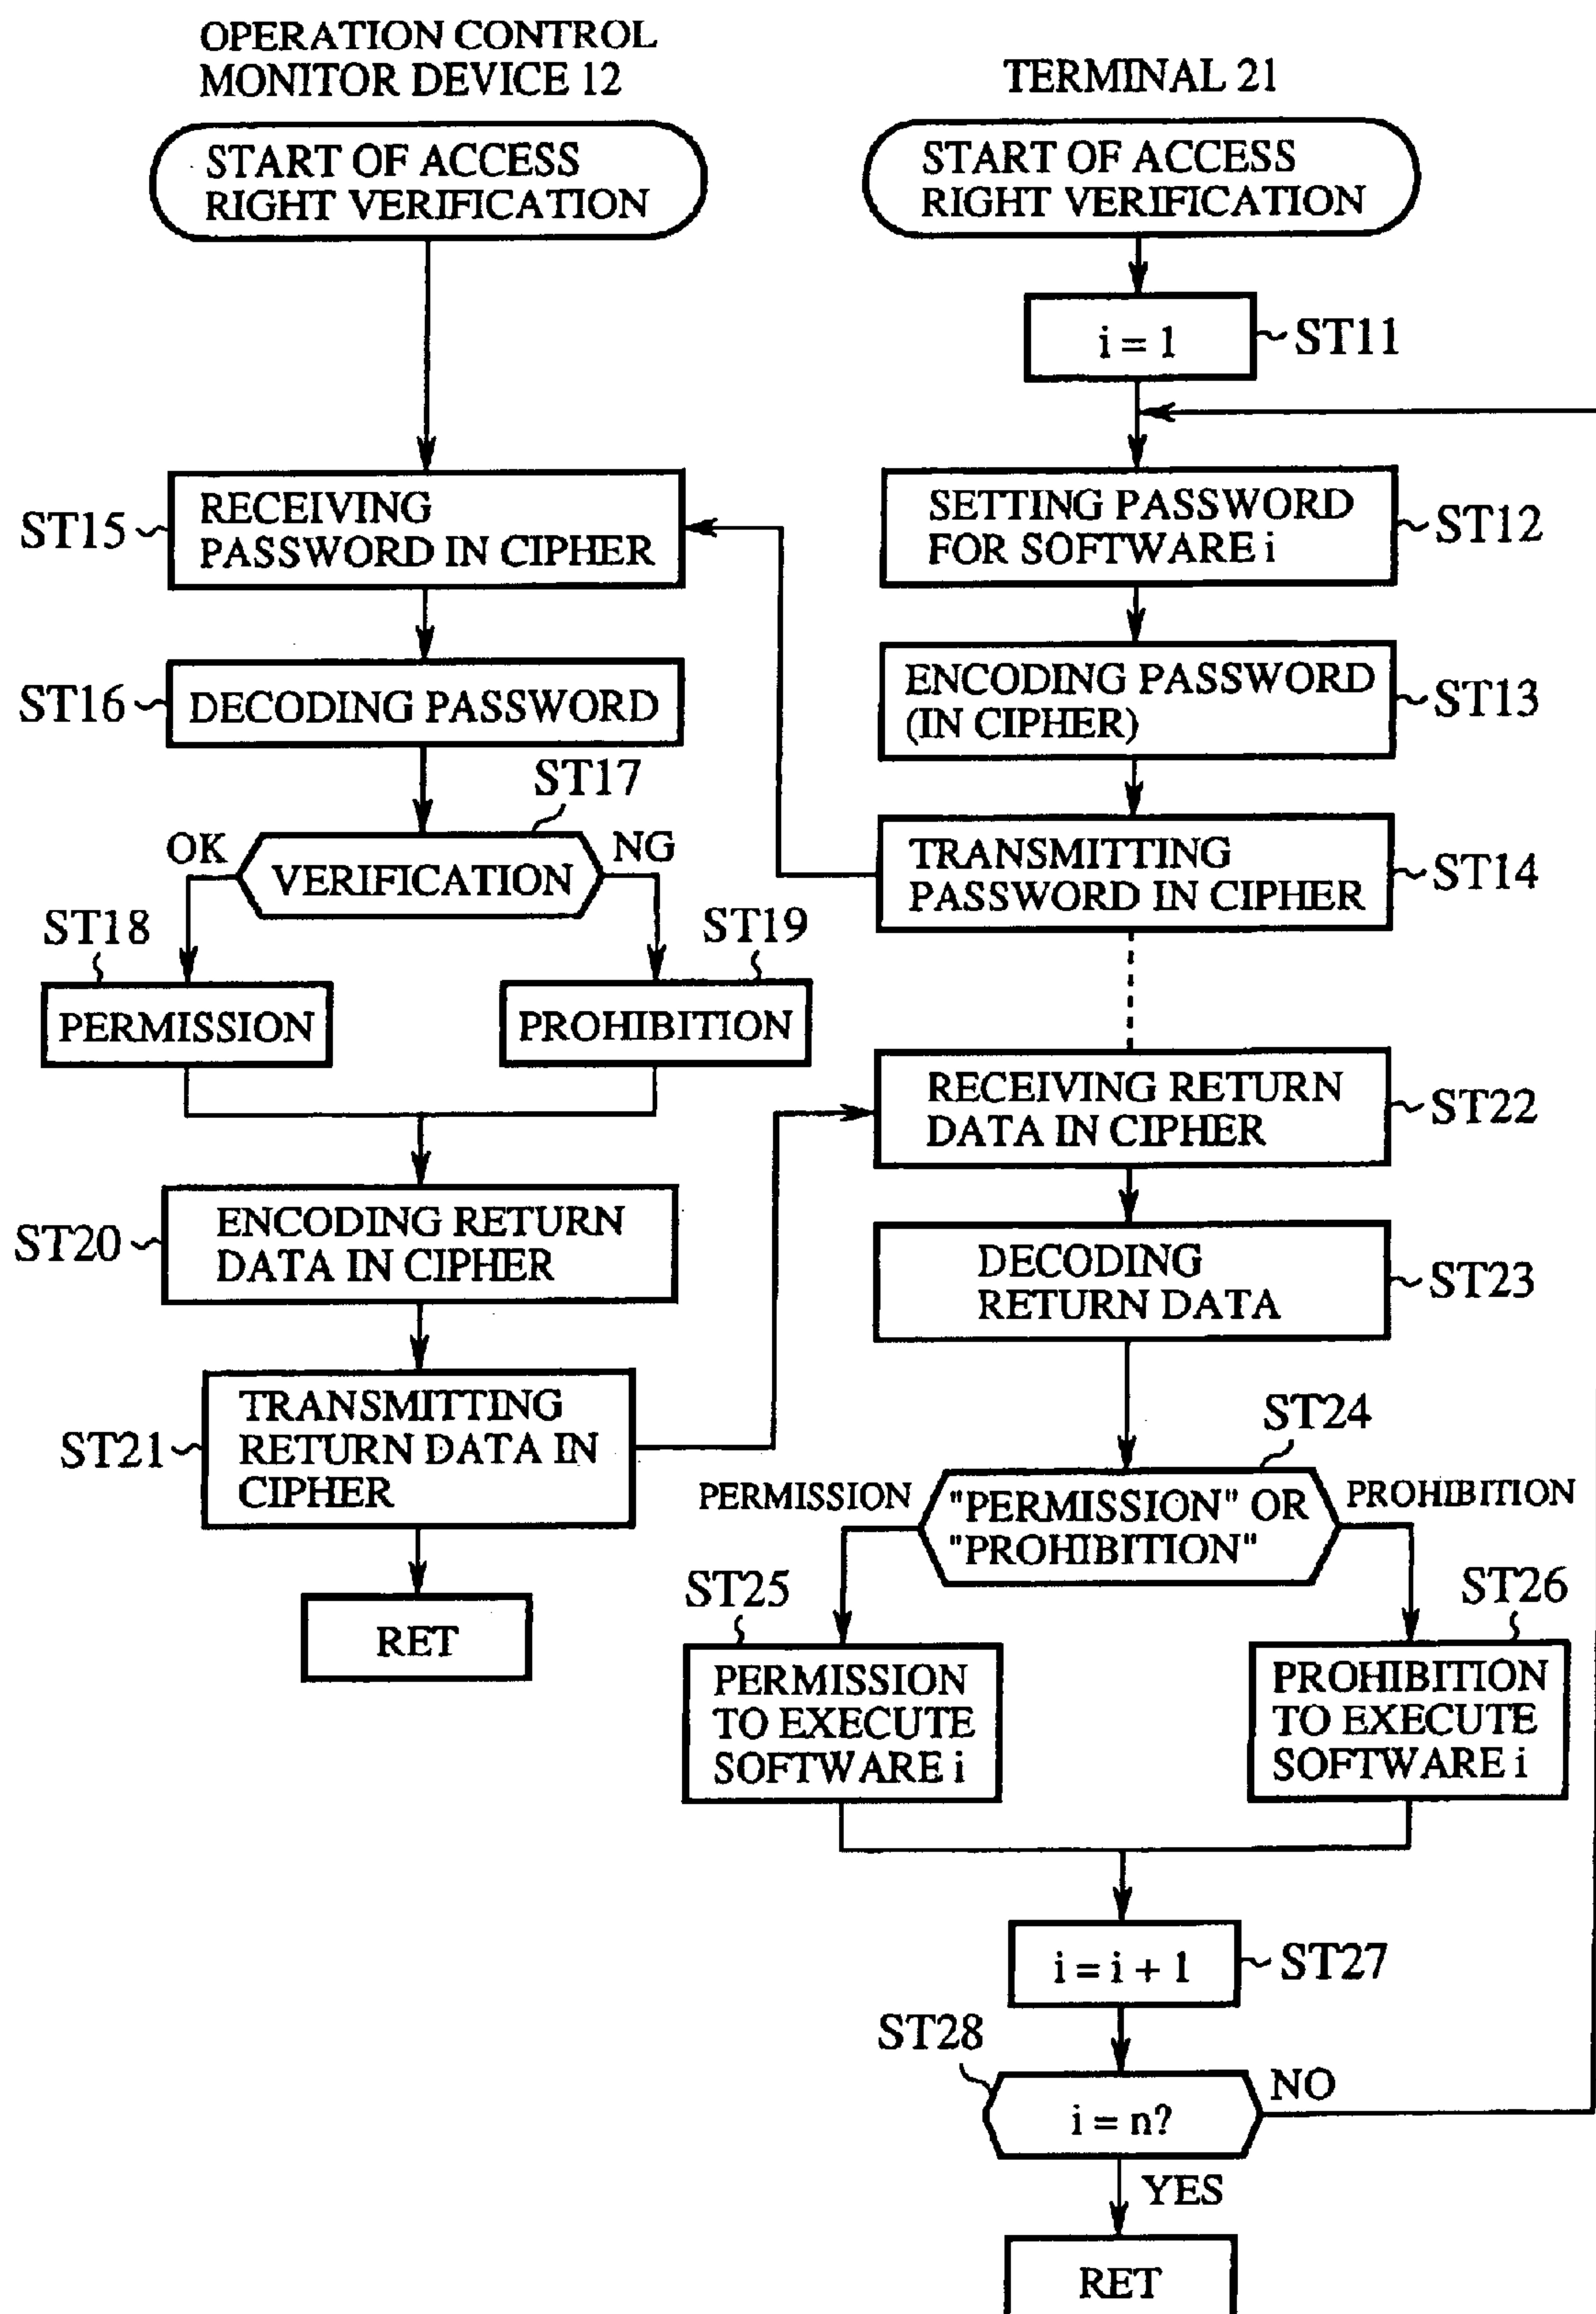 OPERATION CONTROL
MONITOR DEVICE 12
START OF ACCESS
RIGHT VERIFICATION
ST15
RECEIVING
PASSWORD IN CIPHER
ST16
DECODING PASSWORD
ST17
OK
VERIFICATION
NG
ST18
PERMISSION
ST19
PROHIBITION
ST20
ENCODING RETURN
DATA IN CIPHER
ST21
TRANSMITTING
RETURN DATA IN
CIPHER
RET
TERMINAL 21
START OF ACCESS
RIGHT VERIFICATION
i = 1
ST11
SETTING PASSWORD
FOR SOFTWARE i
ST12
ENCODING PASSWORD
(IN CIPHER)
ST13
TRANSMITTING
PASSWORD IN CIPHER
ST14
RECEIVING RETURN
DATA IN CIPHER
ST22
DECODING
RETURN DATA
ST23
ST24
PERMISSION
"PERMISSION" OR
"PROHIBITION"
PROHIBITION
ST25
PERMISSION
TO EXECUTE
SOFTWARE i
ST26
PROHIBITION
TO EXECUTE
SOFTWARE i
i = i + 1
ST27
ST28
i = n?
NO
YES
RET